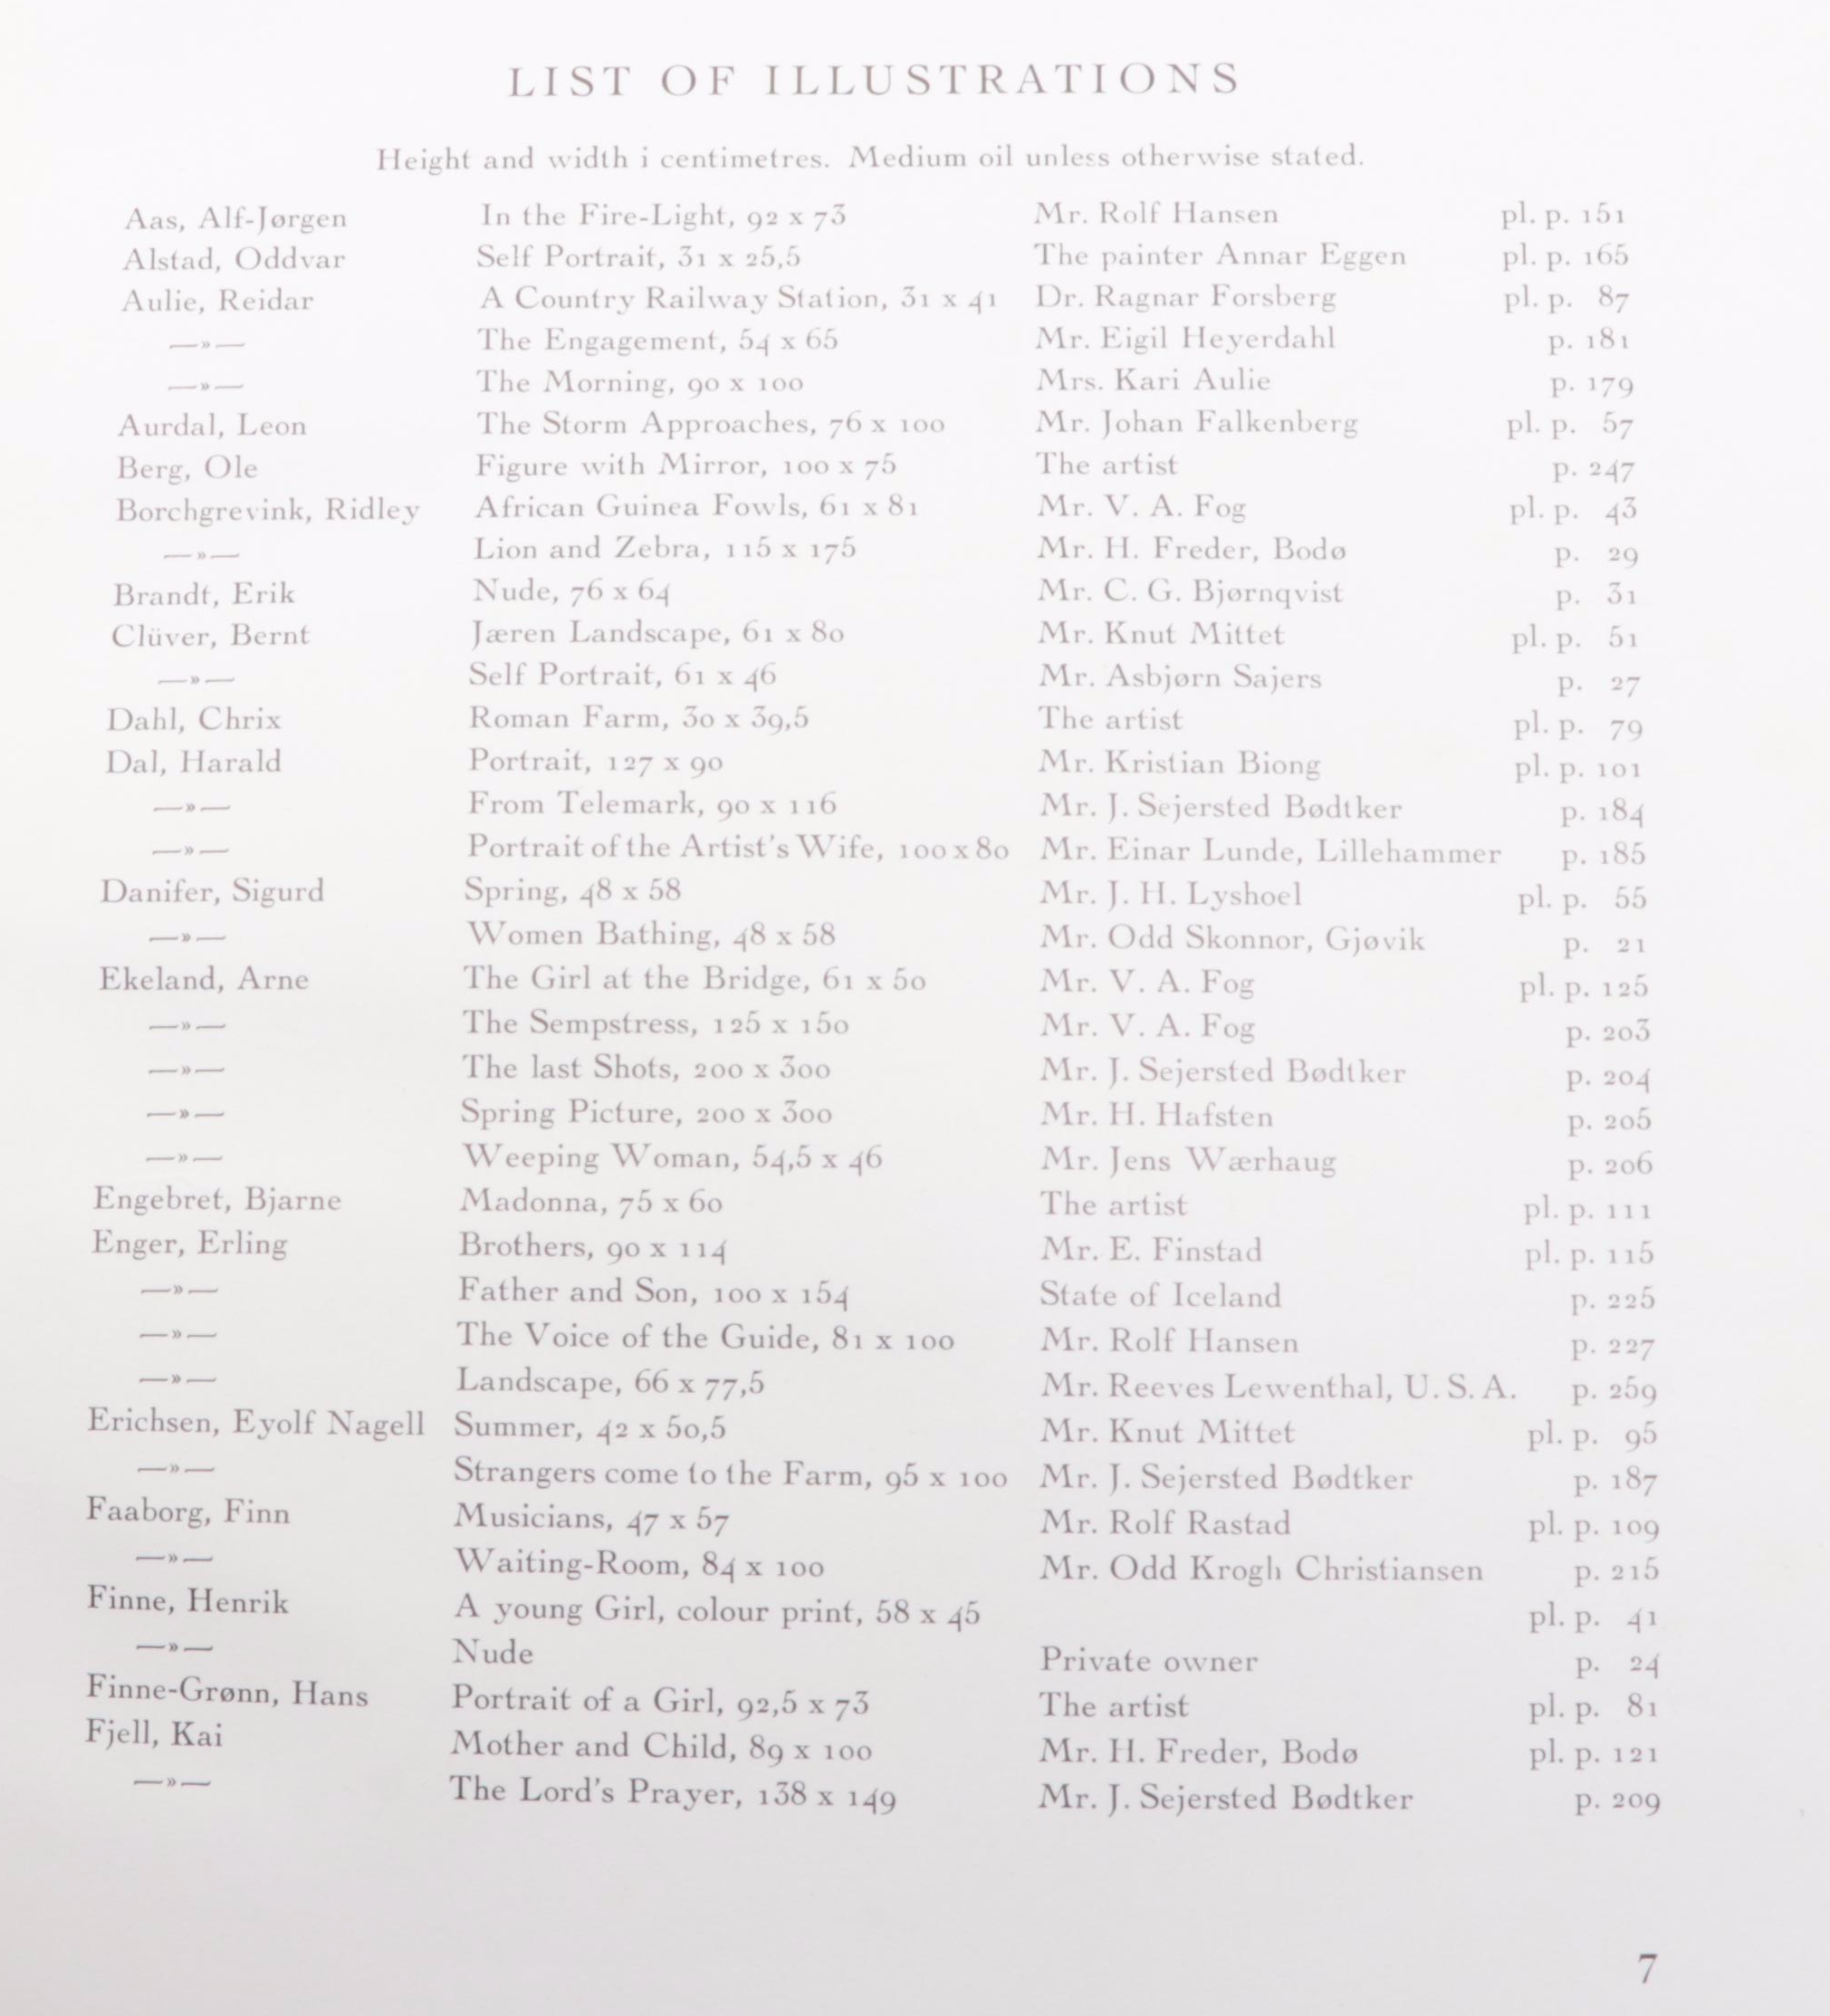 LIST OF ILLUSTRATIONS
Height and width i centimetres. Medium oil unless otherwise stated.
Aas, Alf-Jørgen In the Fire-Light, 92 x 73 Mr. Rolf Hansen pl. p. 151
Alstad, Oddvar Self Portrait, 31 x 25,5 The painter Annar Eggen pl. p. 165
Aulie, Reidar A Country Railway Station, 31 x 41 Dr. Ragnar Forsberg pl. p. 87
—»— The Engagement, 54 x 65 Mr. Eigil Heyerdahl p. 181
—»— The Morning, 90 x 100 Mrs. Kari Aulie p. 179
Aurdal, Leon The Storm Approaches, 76 x 100 Mr. Johan Falkenberg pl. p. 57
Berg, Ole Figure with Mirror, 100 x 75 The artist p. 247
Borchgrevink, Ridley African Guinea Fowls, 61 x 81 Mr. V. A. Fog pl. p. 43
—»— Lion and Zebra, 115 x 175 Mr. H. Freder, Bodø p. 29
Brandt, Erik Nude, 76 x 64 Mr. C. G. Bjørnqvist p. 31
Clüver, Bernt Jæren Landscape, 61 x 80 Mr. Knut Mittet pl. p. 51
—»— Self Portrait, 61 x 46 Mr. Asbjørn Sajers p. 27
Dahl, Chrix Roman Farm, 30 x 39,5 The artist pl. p. 79
Dal, Harald Portrait, 127 x 90 Mr. Kristian Biong pl. p. 101
—»— From Telemark, 90 x 116 Mr. J. Sejersted Bødtker p. 184
—»— Portrait of the Artist's Wife, 100 x 80 Mr. Einar Lunde, Lillehammer p. 185
Danifer, Sigurd Spring, 48 x 58 Mr. J. H. Lyshoel pl. p. 55
—»— Women Bathing, 48 x 58 Mr. Odd Skonnor, Gjøvik p. 21
Ekeland, Arne The Girl at the Bridge, 61 x 50 Mr. V. A. Fog pl. p. 125
—»— The Sempstress, 125 x 150 Mr. V. A. Fog p. 203
—»— The last Shots, 200 x 300 Mr. J. Sejersted Bødtker p. 204
—»— Spring Picture, 200 x 300 Mr. H. Hafsten p. 205
—»— Weeping Woman, 54,5 x 46 Mr. Jens Wærhaug p. 206
Engebret, Bjarne Madonna, 75 x 60 The artist pl. p. 111
Enger, Erling Brothers, 90 x 114 Mr. E. Finstad pl. p. 115
—»— Father and Son, 100 x 154 State of Iceland p. 225
—»— The Voice of the Guide, 81 x 100 Mr. Rolf Hansen p. 227
—»— Landscape, 66 x 77,5 Mr. Reeves Lewenthal, U. S. A. p. 259
Erichsen, Eyolf Nagell Summer, 42 x 50,5 Mr. Knut Mittet pl. p. 95
—»— Strangers come to the Farm, 95 x 100 Mr. J. Sejersted Bødtker p. 187
Faaborg, Finn Musicians, 47 x 57 Mr. Rolf Rastad pl. p. 109
—»— Waiting-Room, 84 x 100 Mr. Odd Krogh Christiansen p. 215
Finne, Henrik A young Girl, colour print, 58 x 45 pl. p. 41
—»— Nude Private owner p. 24
Finne-Grønn, Hans Portrait of a Girl, 92,5 x 73 The artist pl. p. 81
Fjell, Kai Mother and Child, 89 x 100 Mr. H. Freder, Bodø pl. p. 121
—»— The Lord's Prayer, 138 x 149 Mr. J. Sejersted Bødtker p. 209
7